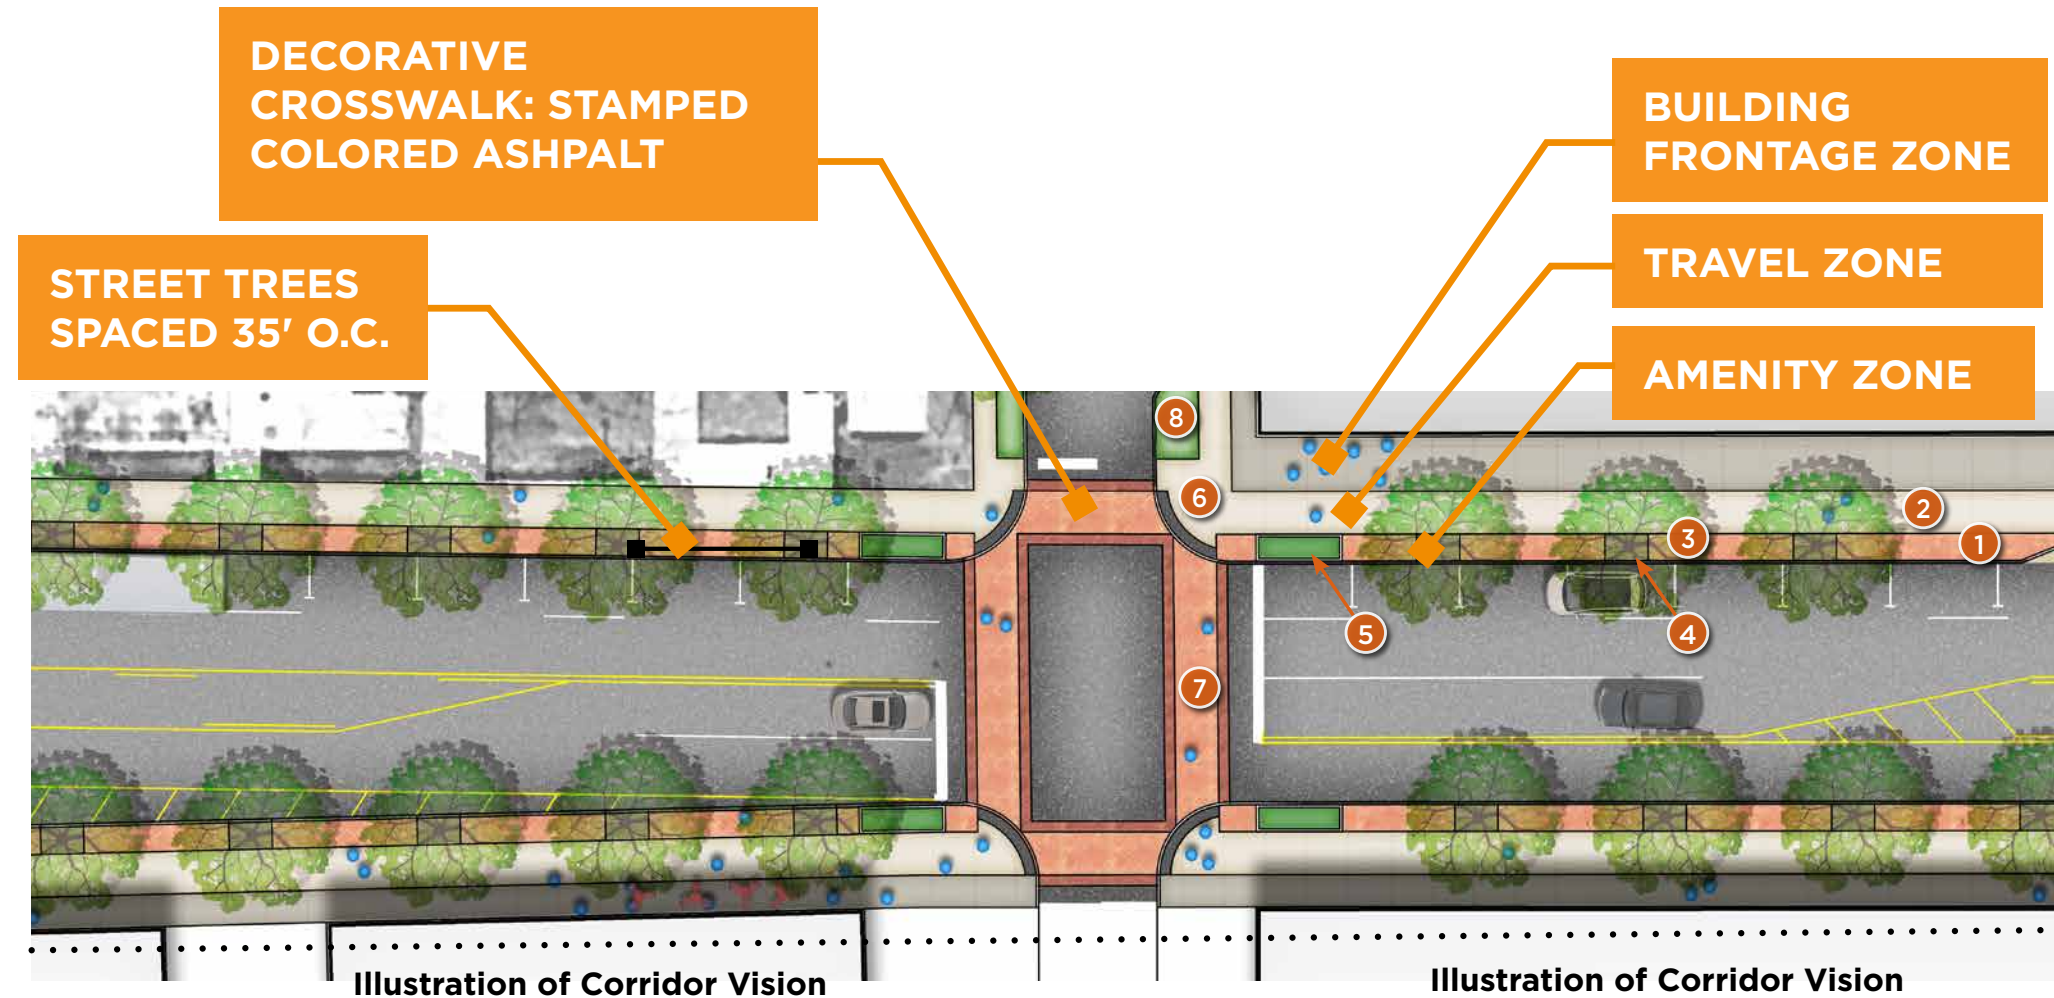 DECORATIVE
CROSSWALK: STAMPED
COLORED ASHPALT
BUILDING
FRONTAGE ZONE
TRAVEL ZONE
STREET TREES
SPACED 35' O.C.
AMENITY ZONE
8
6
2
3
1
5
4
7
Illustration of Corridor Vision
Illustration of Corridor Vision